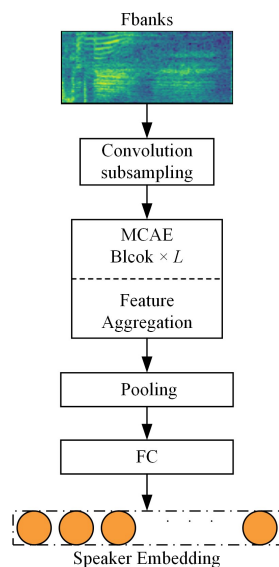 Fbanks
Convolution
subsampling
MCAE
Blcok × L
Feature
Aggregation
Pooling
FC
. . .
Speaker Embedding